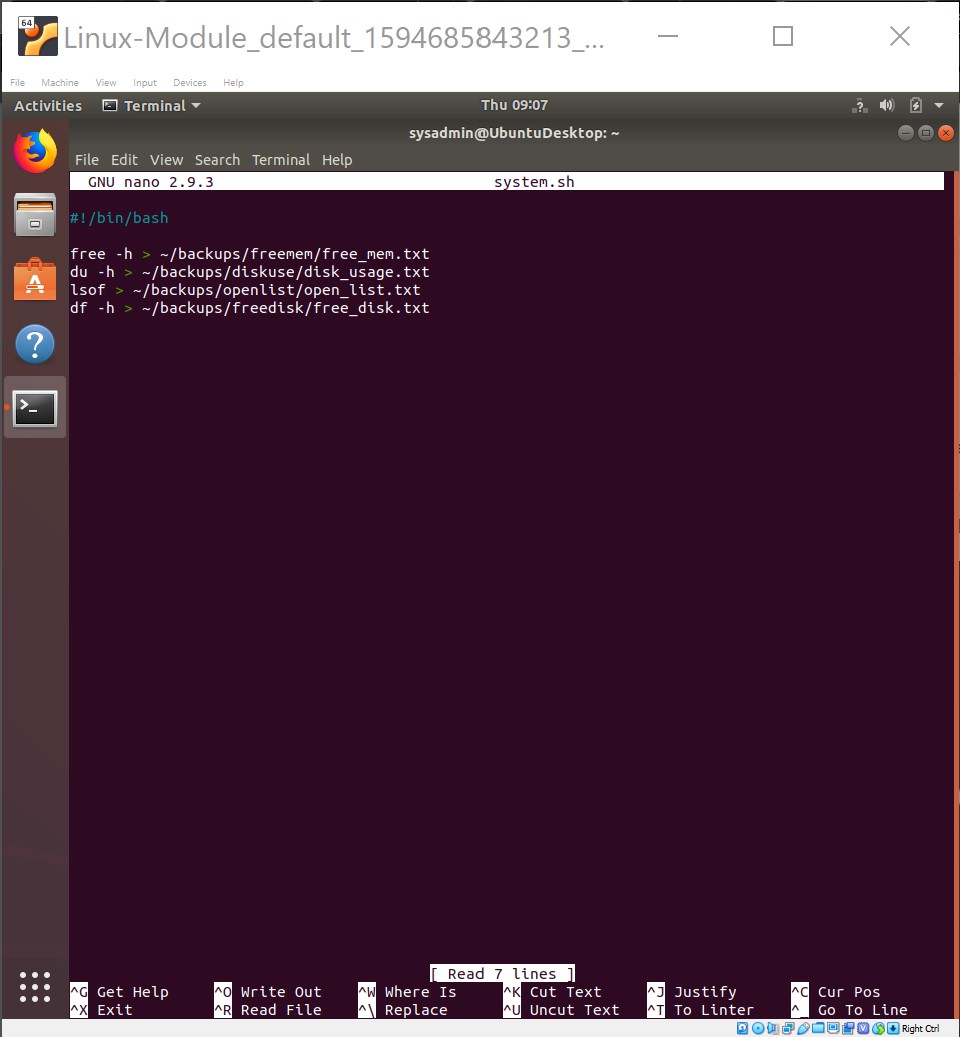 64
Linux-Module_default_1594685843213_...
File Machine View Input Devices Help
Activities Terminal Thu 09:07
sysadmin@UbuntuDesktop: ~
File Edit View Search Terminal Help
GNU nano 2.9.3 system.sh
#!/bin/bash
free -h > ~/backups/freemem/free_mem.txt
du -h > ~/backups/diskuse/disk_usage.txt
lsof > ~/backups/openlist/open_list.txt
df -h > ~/backups/freedisk/free_disk.txt
[ Read 7 lines ]
^G Get Help ^O Write Out ^W Where Is ^K Cut Text ^J Justify ^C Cur Pos
^X Exit ^R Read File ^\ Replace ^U Uncut Text ^T To Linter ^_ Go To Line
Right Ctrl